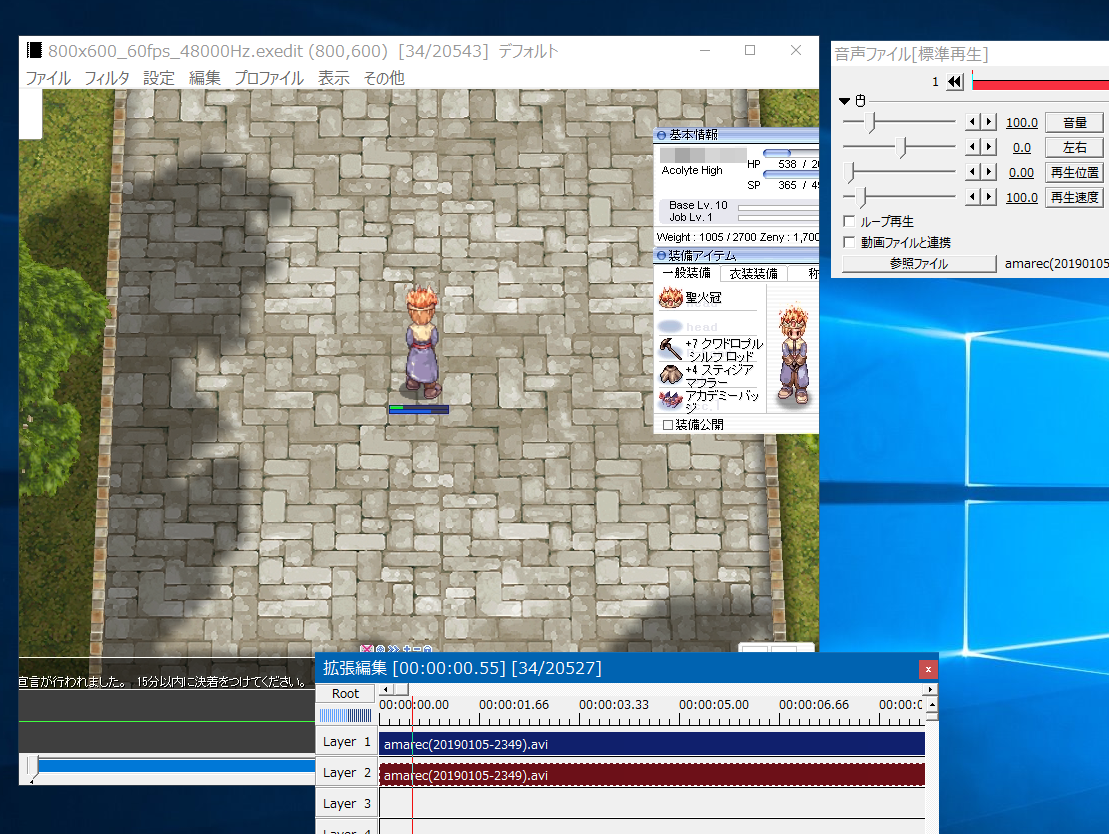 800x600_60fps_48000Hz.exedit (800,600) [34/20543] デフォルト
ファイル フィルタ 設定 編集 プロファイル 表示 その他
基本情報
Acolyte High
HP 538 / 20
SP 365 / 49
Base Lv. 10
Job Lv. 1
Weight : 1005 / 2700 Zeny : 1,700
装備アイテム
一般装備 衣装装備 称
聖火冠
head
+7 クワドロプル
シルフ ロッド
+4 スティジア
マフラー
アカデミーバッ
ジ
装備公開
宣言が行われました。 15分以内に決着をつけてください。
音声ファイル[標準再生]
1
100.0 音量
0.0 左右
0.00 再生位置
100.0 再生速度
ループ再生
動画ファイルと連携
参照ファイル amarec(20190105
拡張編集 [00:00:00.55] [34/20527]
Root
00:00:00.00 00:00:01.66 00:00:03.33 00:00:05.00 00:00:06.66 00:00:0
Layer 1 amarec(20190105-2349).avi
Layer 2 amarec(20190105-2349).avi
Layer 3
Layer 4